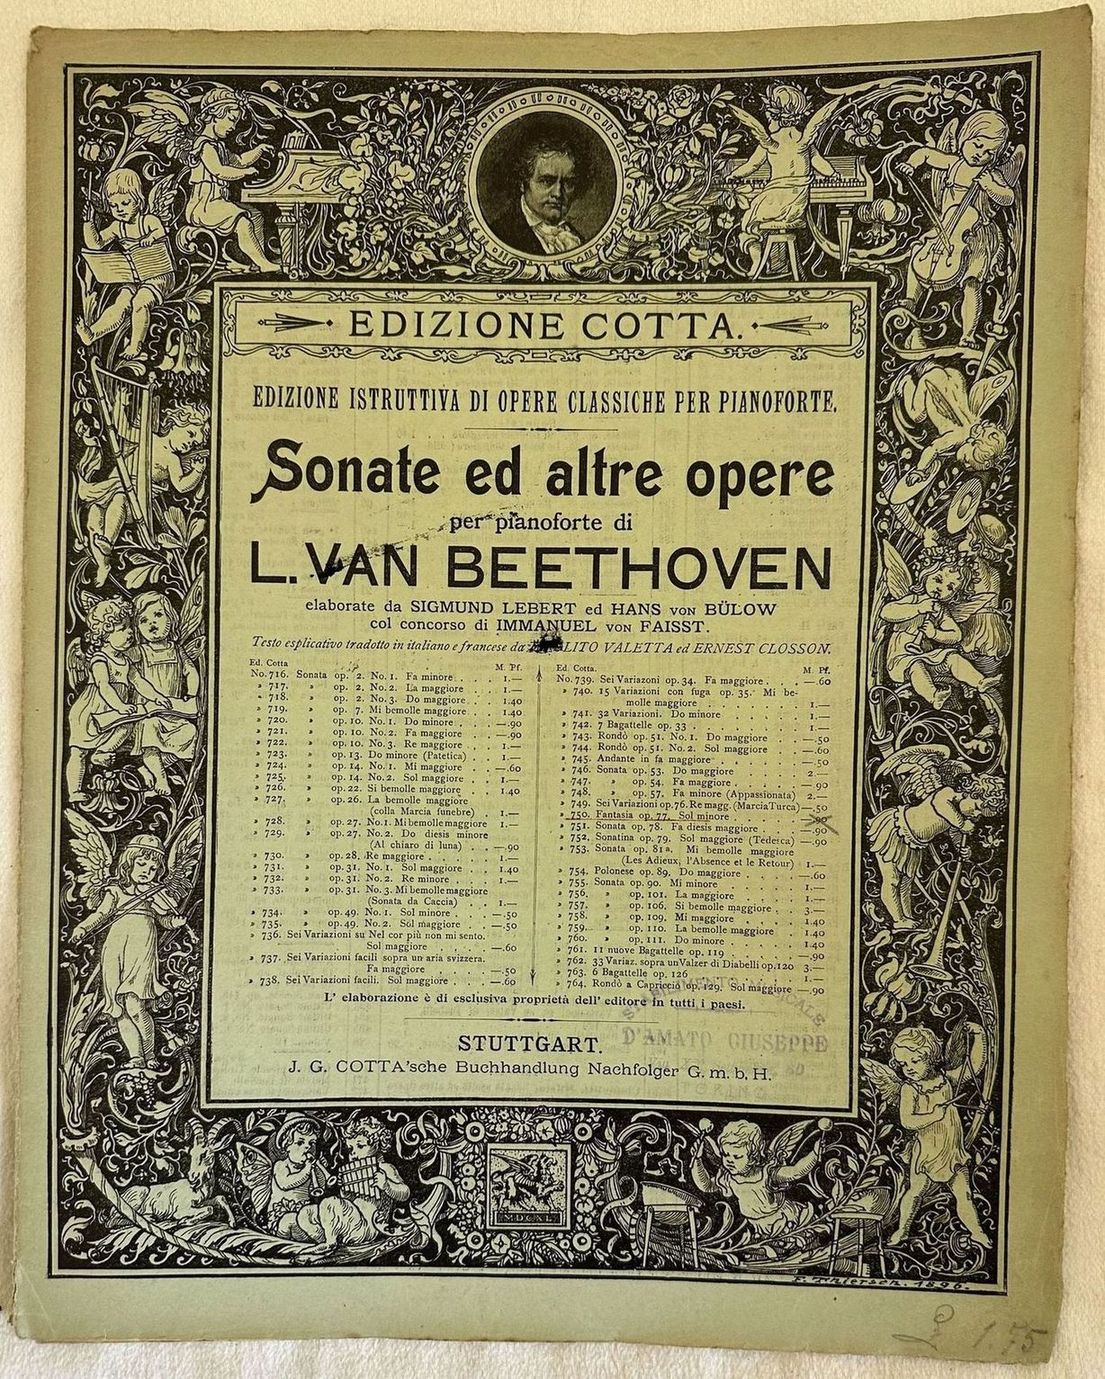 EDIZIONE COTTA.
EDIZIONE ISTRUTTIVA DI OPERE CLASSICHE PER PIANOFORTE.
Sonate ed altre opere
per pianoforte di
L. VAN BEETHOVEN
elaborate da SIGMUND LEBERT ed HANS VON BÜLOW
col concorso di IMMANUEL VON FAISST.
Testo esplicativo tradotto in italiano e francese da LITO VALETTA ed ERNEST CLOSSON.
Ed. Cotta M. Pf.
No. 716. Sonata op. 2. No. 1. Fa minore . . . 1.—
» 717. » op. 2. No. 2. La maggiore . . . 1.—
» 718. » op. 2. No. 3. Do maggiore . . . 1.40
» 719. » op. 7. Mi bemolle maggiore . . . 1.40
» 720. » op. 10. No. 1. Do minore . . . —.90
» 721. » op. 10. No. 2. Fa maggiore . . . —.90
» 722. » op. 10. No. 3. Re maggiore . . . 1.—
» 723. » op. 13. Do minore (Patetica) . . . 1.—
» 724. » op. 14. No. 1. Mi maggiore . . . —.60
» 725. » op. 14. No. 2. Sol maggiore . . . 1.—
» 726. » op. 22. Si bemolle maggiore . . . 1.40
» 727. » op. 26. La bemolle maggiore
(colla Marcia funebre) 1.—
» 728. » op. 27. No. 1. Mi bemolle maggiore 1.—
» 729. » op. 27. No. 2. Do diesis minore
(Al chiaro di luna) . . —.90
» 730. » op. 28. Re maggiore . . . . 1.—
» 731. » op. 31. No. 1. Sol maggiore . . 1.40
» 732. » op. 31. No. 2. Re minore . . 1.—
» 733. » op. 31. No. 3. Mi bemolle maggiore
(Sonata da Caccia) . . 1.—
» 734. » op. 49. No. 1. Sol minore . . —.50
» 735. » op. 49. No. 2. Sol maggiore . . —.50
» 736. Sei Variazioni su Nel cor più non mi sento.
Sol maggiore . . . —.60
» 737. Sei Variazioni facili sopra un aria svizzera.
Fa maggiore . . . —.50
» 738. Sei Variazioni facili. Sol maggiore . . . —.60
Ed. Cotta. M. Pf.
No. 739. Sei Variazoni op. 34. Fa maggiore . . . —.60
» 740. 15 Variazioni con fuga op. 35. Mi be-
molle maggiore . . . 1.—
» 741. 32 Variazioni. Do minore . . . 1.—
» 742. 7 Bagattelle op. 33 . . . 1.—
» 743. Rondò op. 51. No. 1. Do maggiore . . . —.50
» 744. Rondò op. 51. No. 2. Sol maggiore . . . —.60
» 745. Andante in fa maggiore . . . —.50
» 746. Sonata op. 53. Do maggiore . . . 2.—
» 747. » op. 54. Fa maggiore . . . —.90
» 748. » op. 57. Fa minore (Appassionata) 2.—
» 749. Sei Variazioni op. 76. Re magg. (Marcia Turca) —.50
» 750. Fantasia op. 77. Sol minore . . .
» 751. Sonata op. 78. Fa diesis maggiore . . . —.90
» 752. Sonatina op. 79. Sol maggiore (Tedesca) —.90
» 753. Sonata op. 81a. Mi bemolle maggiore
(Les Adieux, l'Absence et le Retour) 1.—
» 754. Polonese op. 89. Do maggiore . . . —.60
» 755. Sonata op. 90. Mi minore . . . 1.—
» 756. » op. 101. La maggiore . . . 1.—
» 757. » op. 106. Si bemolle maggiore . . 3.—
» 758. » op. 109. Mi maggiore . . . 1.40
» 759. » op. 110. La bemolle maggiore . 1.40
» 760. » op. 111. Do minore . . . 1.40
» 761. 11 nuove Bagattelle op. 119 . . . —.90
» 762. 33 Variaz. sopra un Valzer di Diabelli op. 120 3.—
» 763. 6 Bagattelle op. 126 . . . 1.—
» 764. Rondò a Capriccio op. 129. Sol maggiore —.90
L' elaborazione è di esclusiva proprietà dell' editore in tutti i paesi.
D'AMATO GIUSEPPE
STUTTGART.
J. G. COTTA'sche Buchhandlung Nachfolger G. m. b. H.
MDCXL
F. Thiersch. 1896.
£ 1.75